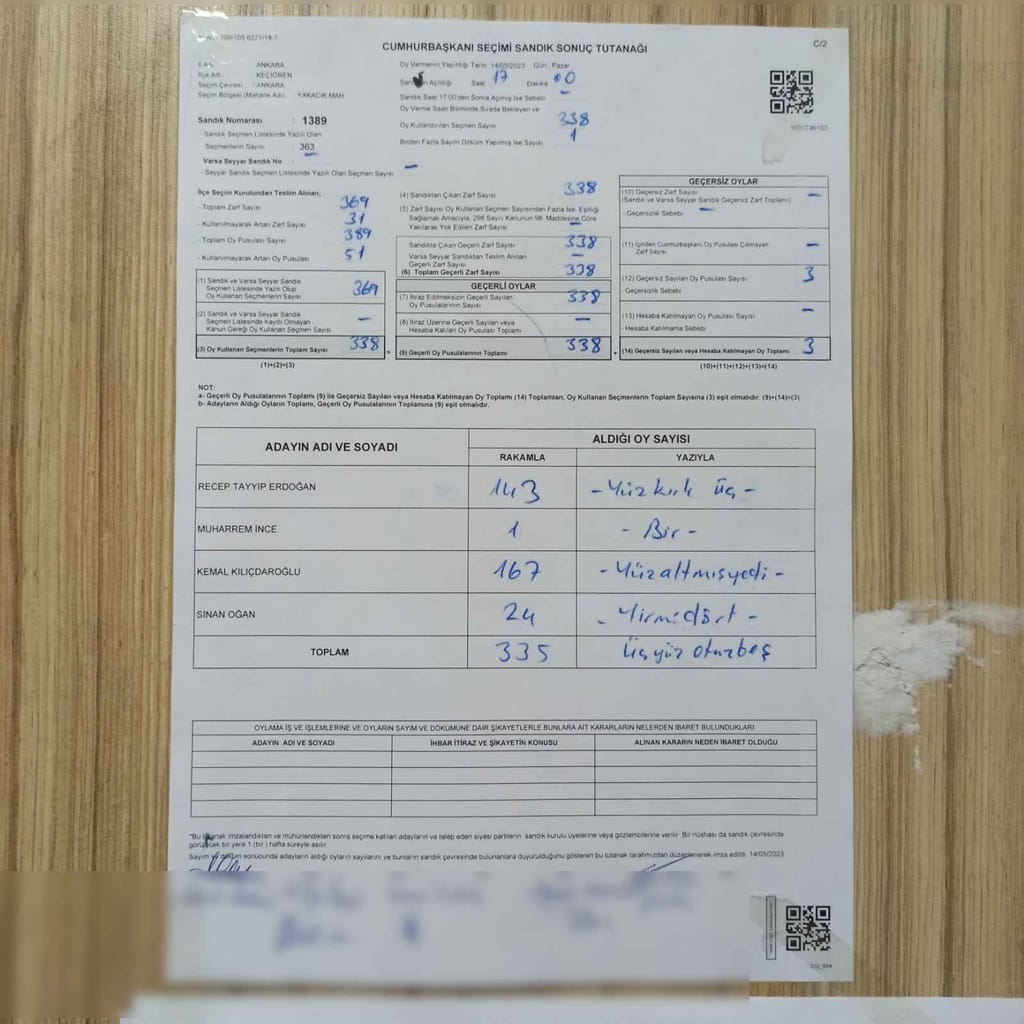 C/2
CUMHURBAŞKANI SEÇİMİ SANDIK SONUÇ TUTANAĞI
İl Adı : ANKARA
İlçe Adı : KEÇİÖREN
Seçim Çevresi : ANKARA
Seçim Bölgesi (Mahalle Adı) : YAKACIK MAH
Sandık Numarası : 1389
- Sandık Seçmen Listesinde Yazılı Olan
Seçmenlerin Sayısı : 363
Varsa Seyyar Sandık No :
- Seyyar Sandık Listesinde Yazılı Olan Seçmen Sayısı –
Oy Vermenin Yapıldığı Tarih 14/05/2023 Gün : Pazar
Sandığın Açıldığı Saat 17 Dakika 00
Sandık Saat 17:00'den Sonra Açımış İse Sebebi –
Oy Verme Saati Bitiminde Sırada Bekleyen ve
Oy Kullandırılan Seçmen Sayısı 338
Birden Fazla Sayım Döküm Yapılmış İse Sayısı 1
1001796103
İlçe Seçim Kurulundan Teslim Alınan;
- Toplam Zarf Sayısı 369
- Kullanılmayarak Artan Zarf Sayısı 31
- Toplam Oy Pusulası Sayısı 389
- Kullanılmayarak Artan Oy Pusulası 51
(1) Sandık ve Varsa Seyyar Sandık
Seçmen Listesinde Yazılı Olup
Oy Kullanan Seçmenlerin Sayısı 369
(2) Sandık ve Varsa Seyyar Sandık
Seçmen Listesinde Kayıtlı Olmayan
Kanun Gereği Oy Kullanan Seçmen Sayısı –
(3) Oy Kullanan Seçmenlerin Toplam Sayısı 338
(1)+(2)=(3)
(4) Sandıktan Çıkan Zarf Sayısı 338
(5) Zarf Sayısı Oy Kullanan Seçmen Sayısından Fazla İse, Eşitliği
Sağlamak Amacıyla, 298 Sayılı Kanunun 98. Maddesine Göre
Yakılarak Yok Edilen Zarf Sayısı –
Sandıkta Çıkan Geçerli Zarf Sayısı 338
Varsa Seyyar Sandıktan Teslim Alınan
Geçerli Zarf Sayısı –
(6) Toplam Geçerli Zarf Sayısı 338
GEÇERLİ OYLAR
(7) İtiraz Edilmeksizin Geçerli Sayılan
Oy Pusulalarının Sayısı 338
(8) İtiraz Üzerine Geçerli Sayılan veya
Hesaba Katılan Oy Pusulası Toplamı –
(9) Geçerli Oy Pusulalarının Toplamı 338
GEÇERSİZ OYLAR
(10) Geçersiz Zarf Sayısı –
(Sandık ve Varsa Seyyar Sandık Geçersiz Zarf Toplamı)
- Geçersizlik Sebebi –
(11) İçinden Cumhurbaşkanı Oy Pusulası Çıkmayan
Zarf Sayısı –
(12) Geçersiz Sayılan Oy Pusulası Sayısı 3
- Geçersizlik Sebebi
(13) Hesaba Katılmayan Oy Pusulası Sayısı –
- Hesaba Katılmama Sebebi
(14) Geçersiz Sayılan veya Hesaba Katılmayan Oy Toplamı 3
(10)+(11)+(12)+(13)=(14)
NOT:
a- Geçerli Oy Pusulalarının Toplamı (9) ile Geçersiz Sayılan veya Hesaba Katılmayan Oy Toplamı (14) Toplamları, Oy Kullanan Seçmenlerin Toplam Sayısına (3) eşit olmalıdır. (9)+(14)=(3)
b- Adayların Aldığı Oyların Toplamı, Geçerli Oy Pusulalarının Toplamına (9) eşit olmalıdır.
ADAYIN ADI VE SOYADI ALDIĞI OY SAYISI
RAKAMLA YAZIYLA
RECEP TAYYIP ERDOĞAN 143 -Yüzkırk üç-
MUHARREM İNCE 1 - Bir -
KEMAL KILIÇDAROĞLU 167 -Yüzaltmışyedi-
SİNAN OĞAN 24 - Yirmidört -
TOPLAM 335 Üçyüz otuzbeş
OYLAMA İŞ VE İŞLEMLERİNE VE OYLARIN SAYIM VE DÖKÜMÜNE DAİR ŞİKAYETLERLE BUNLARA AİT KARARLARIN NELERDEN İBARET BULUNDUKLARI
ADAYIN ADI VE SOYADI İHBAR İTİRAZ VE ŞİKAYETİN KONUSU ALINAN KARARIN NEDEN İBARET OLDUĞU
*Bu tutanak imzalandıktan ve mühürlendikten sonra seçime katılan adayların ve talep eden siyasi partilerin sandık kurulu üyelerine veya gözlemcilerine verilir. Bir nüshası da sandık çevresinde
görülecek bir yere 1 (bir) hafta süreyle asılır
Sayım ve döküm sonucunda adayların aldığı oyların sayılarını ve bunların sandık çevresinde bulunanlara duyurulduğunu gösteren bu tutanak tarafımızdan düzenlenerek imza edildi. 14/05/2023